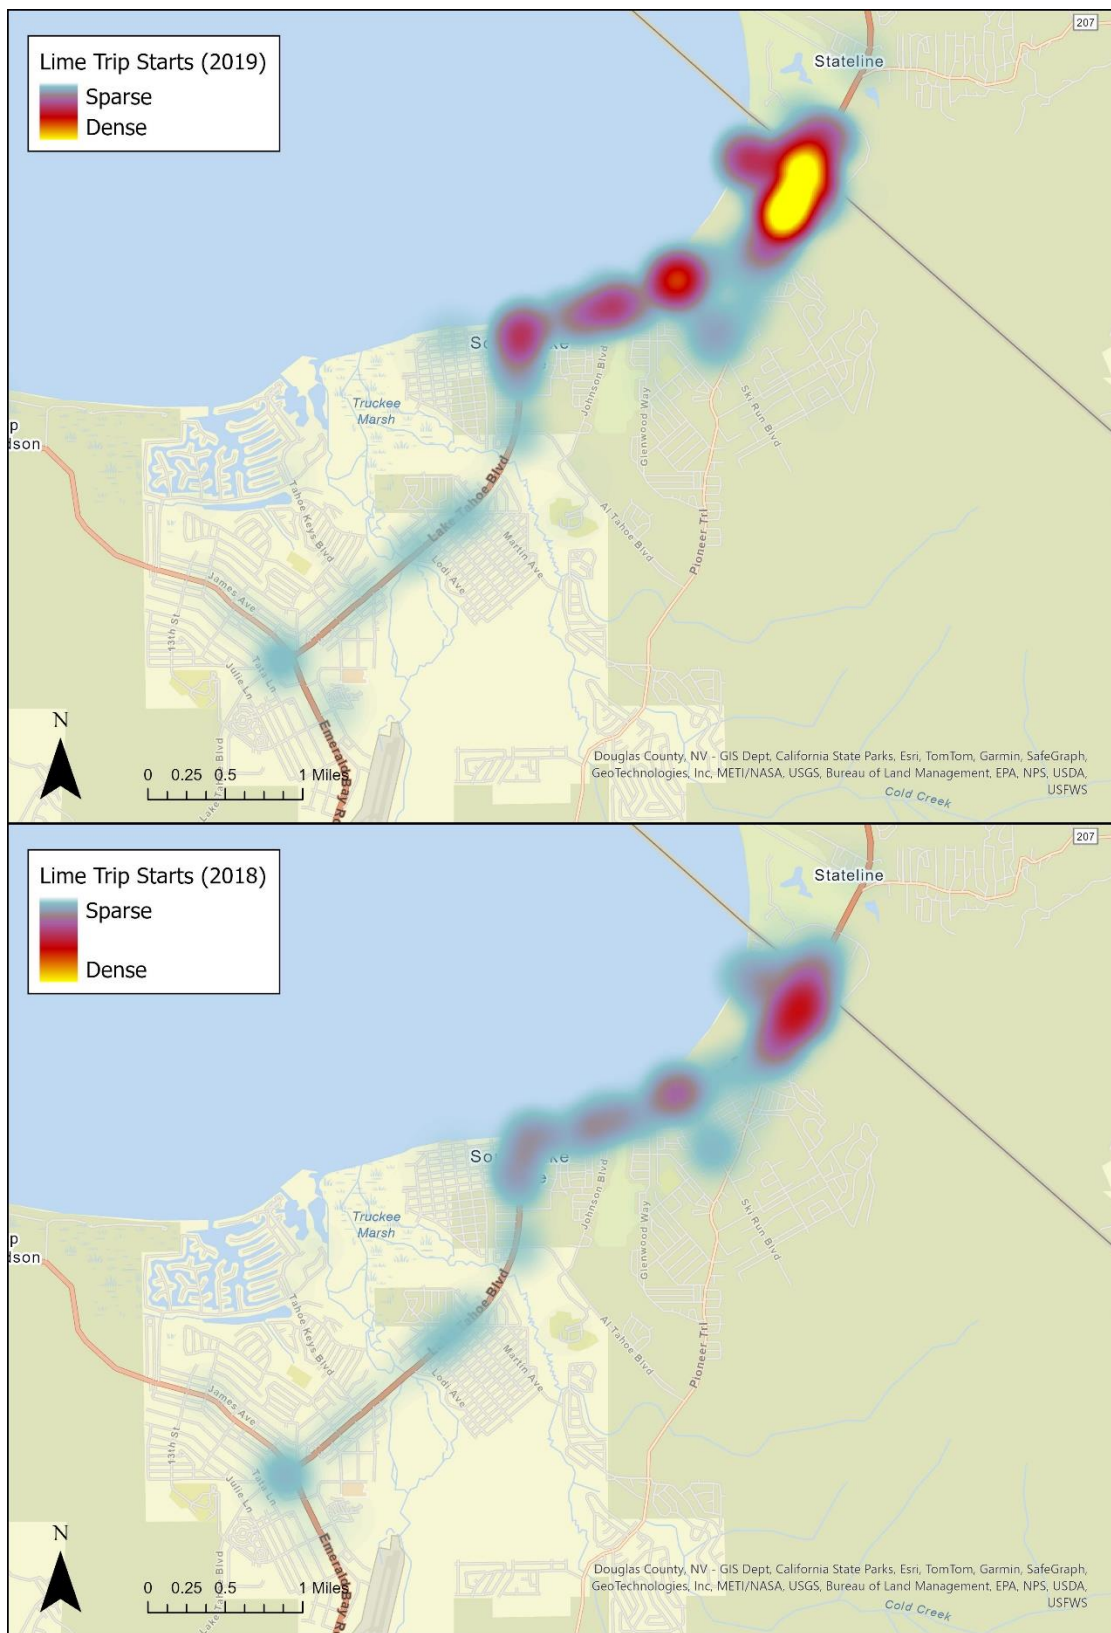 Lime Trip Starts (2019)
Sparse
Dense
207
Stateline
Truckee
Marsh
Johnson Blvd
Glenwood Way
Ski Run Blvd
Tahoe Keys Blvd
Lake Tahoe Blvd
Martin Ave
Lodi Ave
Al Tahoe Blvd
Pioneer Trl
James Ave
13th St
Tata Ln
Julie Ln
Emerald Bay
N
0 0.25 0.5 1 Miles
Douglas County, NV - GIS Dept, California State Parks, Esri, TomTom, Garmin, SafeGraph,
GeoTechnologies, Inc, METI/NASA, USGS, Bureau of Land Management, EPA, NPS, USDA,
USFWS
Cold Creek
Lime Trip Starts (2018)
Sparse
Dense
207
Stateline
Truckee
Marsh
Johnson Blvd
Glenwood Way
Ski Run Blvd
Tahoe Keys Blvd
Tahoe Blvd
Martin Ave
Lodi Ave
Al Tahoe Blvd
Pioneer Trl
James Ave
13th St
Tata Ln
Julie Ln
Emerald Bay
N
0 0.25 0.5 1 Miles
Douglas County, NV - GIS Dept, California State Parks, Esri, TomTom, Garmin, SafeGraph,
GeoTechnologies, Inc, METI/NASA, USGS, Bureau of Land Management, EPA, NPS, USDA,
USFWS
Cold Creek